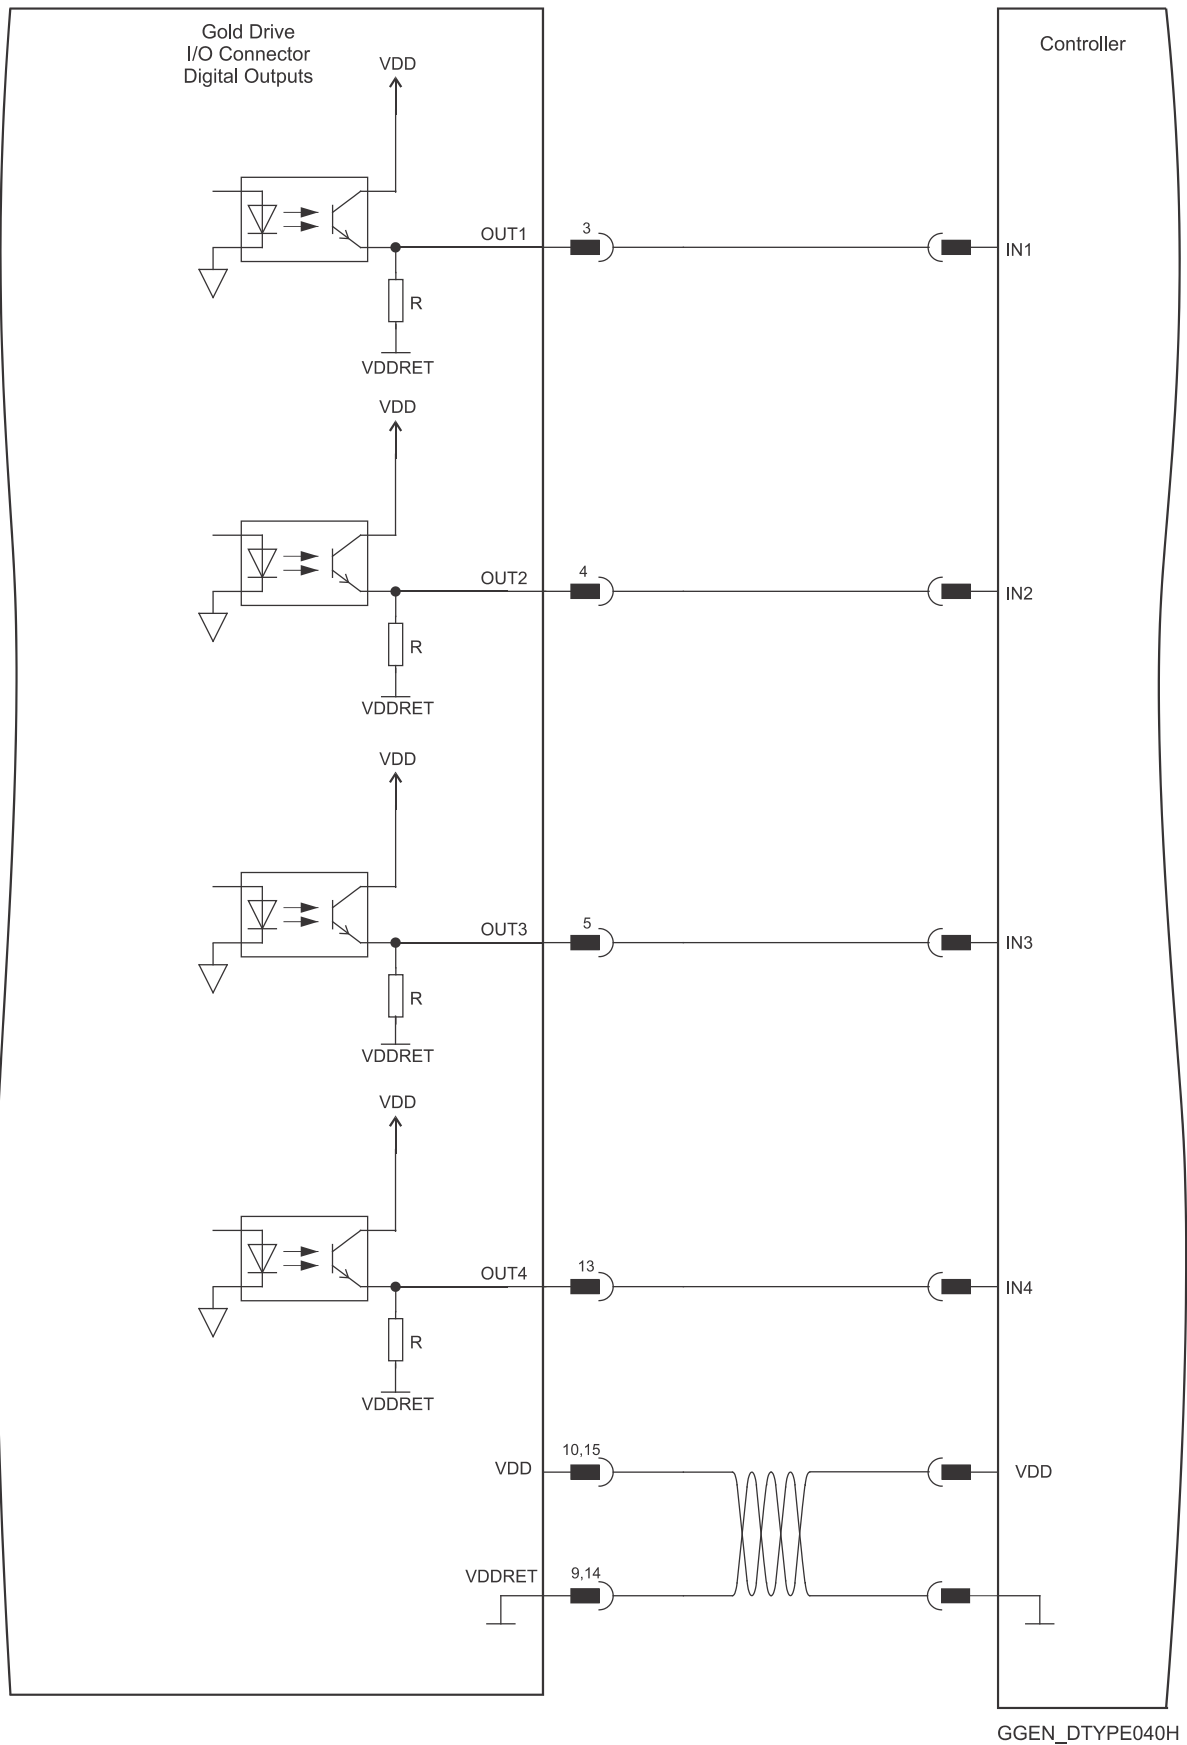 Gold Drive
I/O Connector
Digital Outputs
Controller
VDD
OUT1
3
IN1
R
VDDRET
VDD
OUT2
4
IN2
R
VDDRET
VDD
OUT3
5
IN3
R
VDDRET
VDD
OUT4
13
IN4
R
VDDRET
VDD
10,15
VDD
VDDRET
9,14
GGEN_DTYPE040H